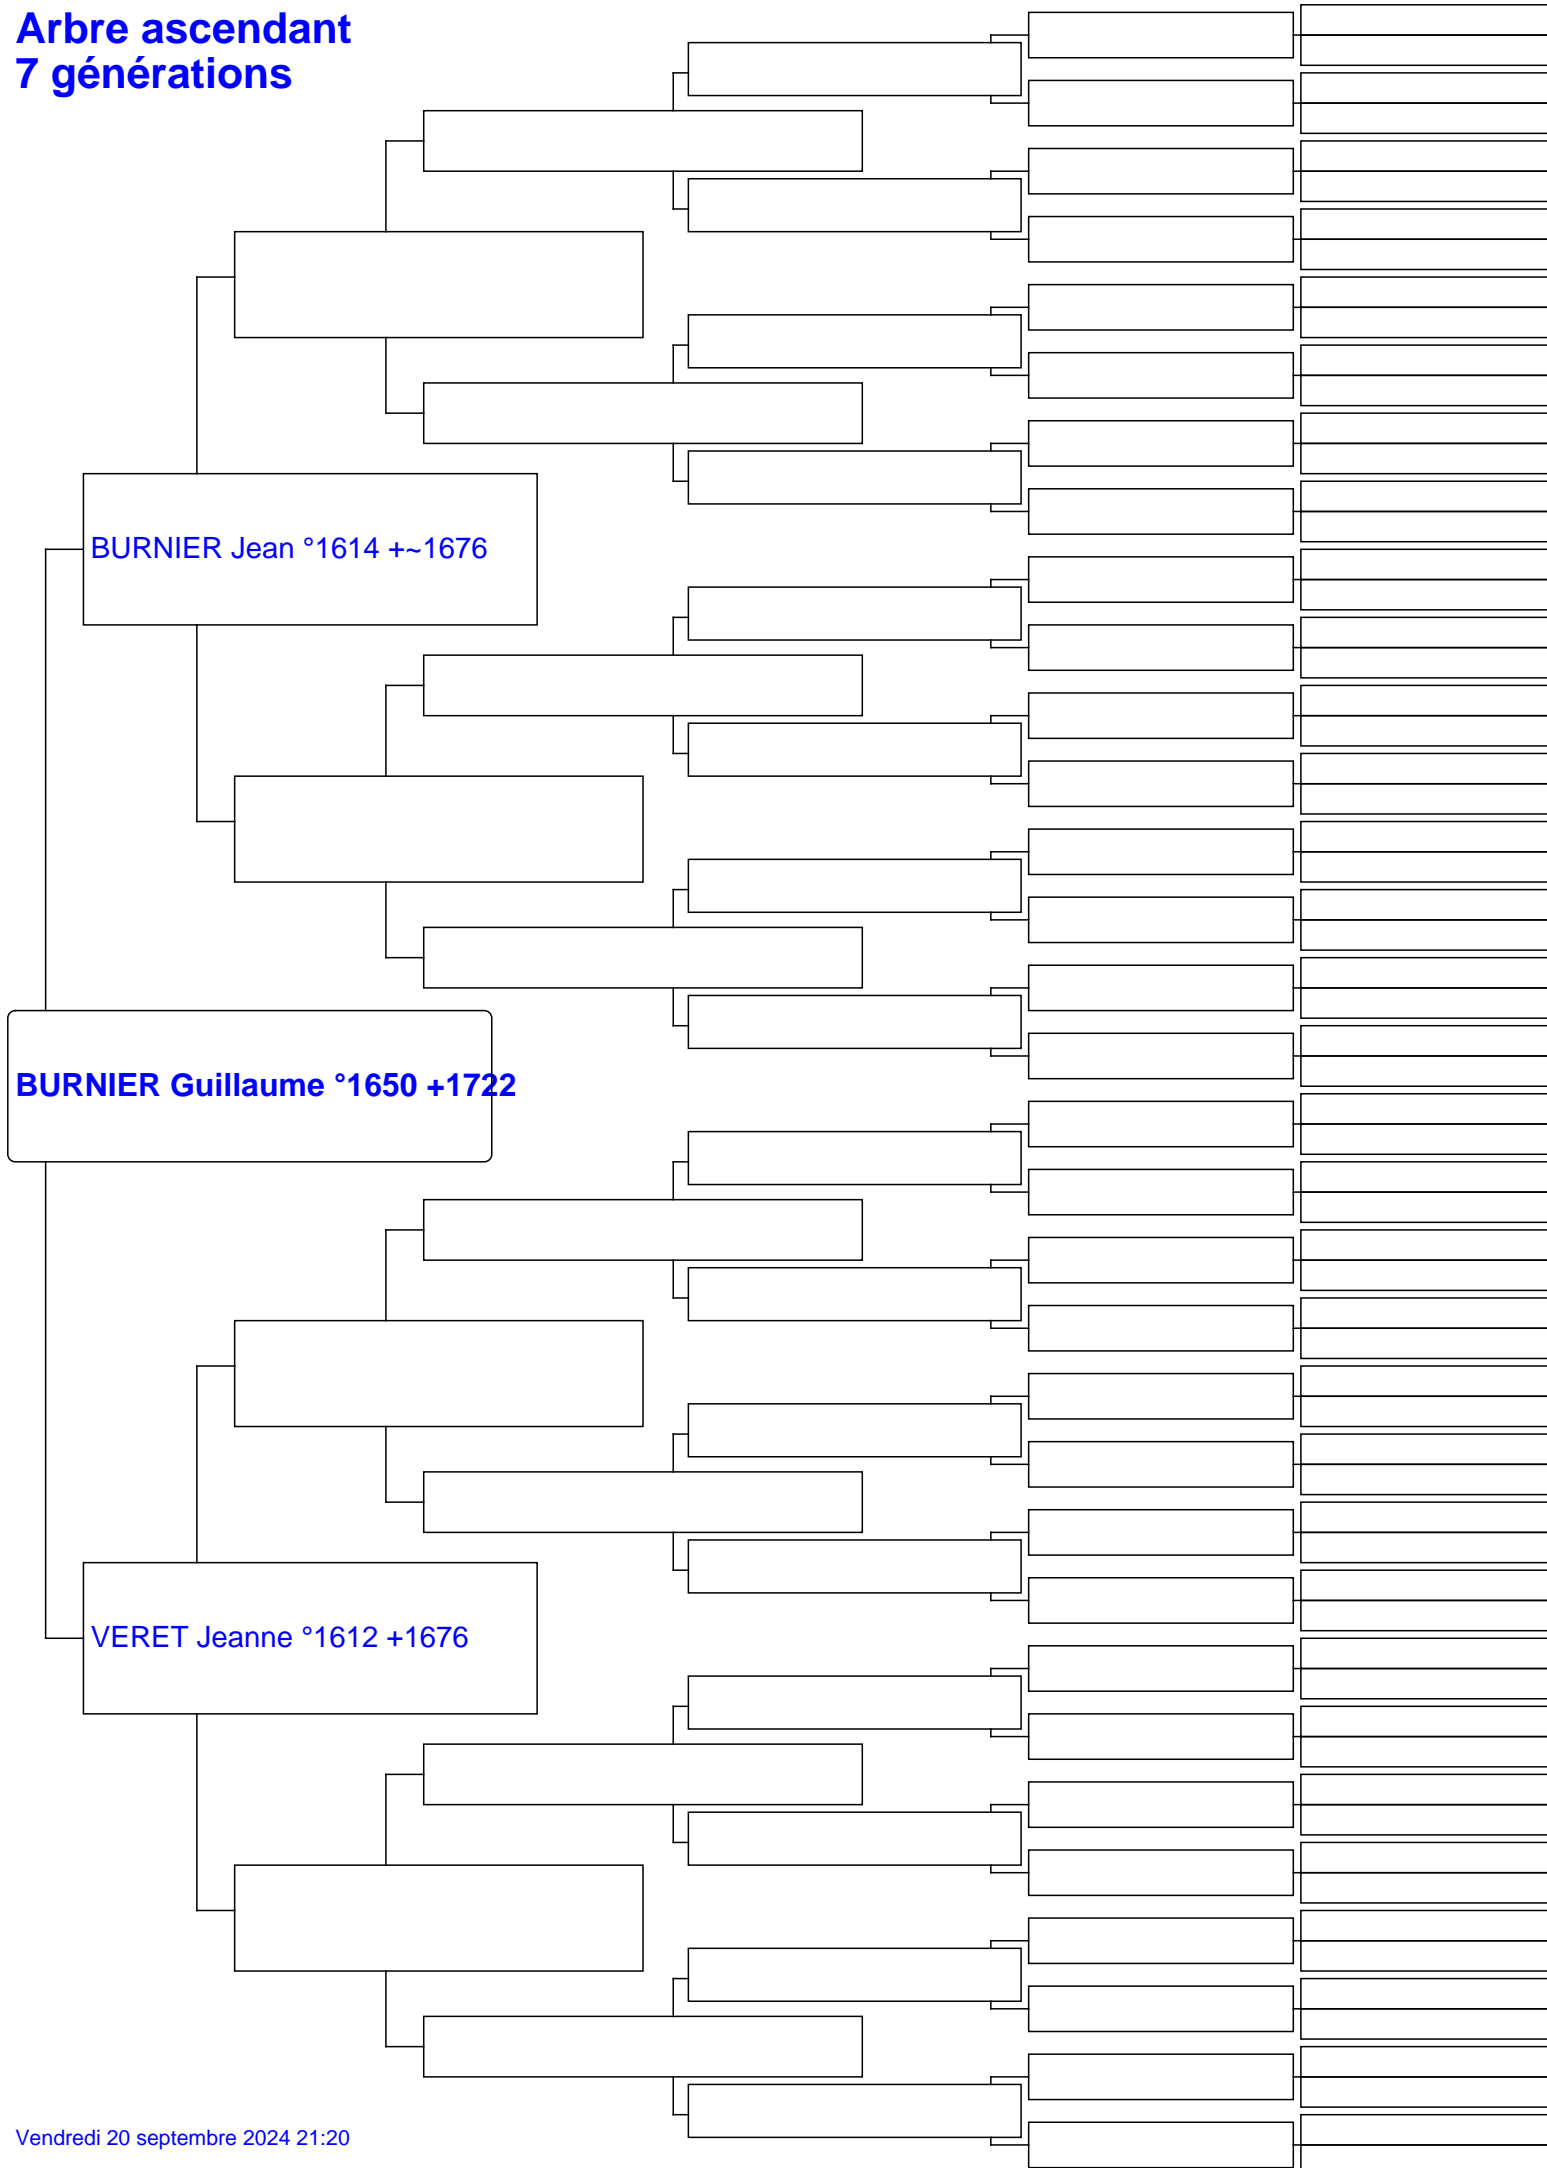 Arbre ascendant
7 générations
BURNIER Jean °1614 +~1676
BURNIER Guillaume °1650 +1722
VERET Jeanne °1612 +1676
Vendredi 20 septembre 2024 21:20